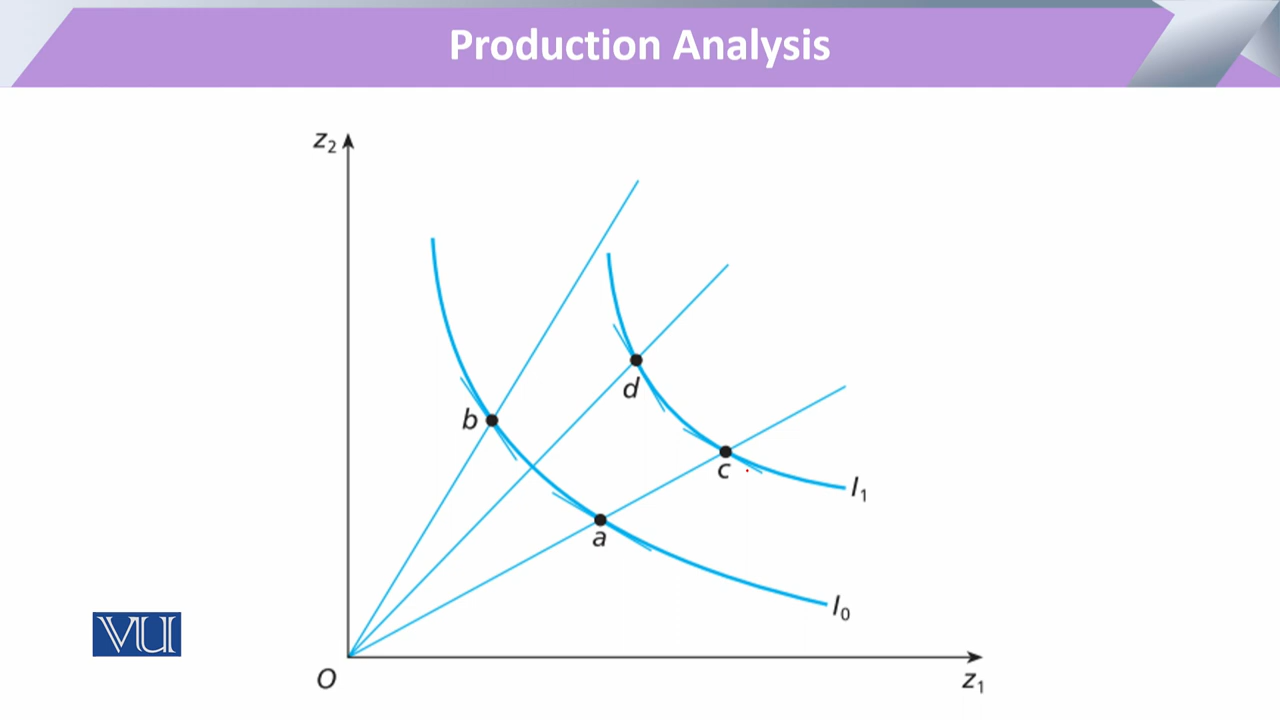 Production Analysis
z₂
b
d
c
I₁
a
I₀
VU
O
z₁